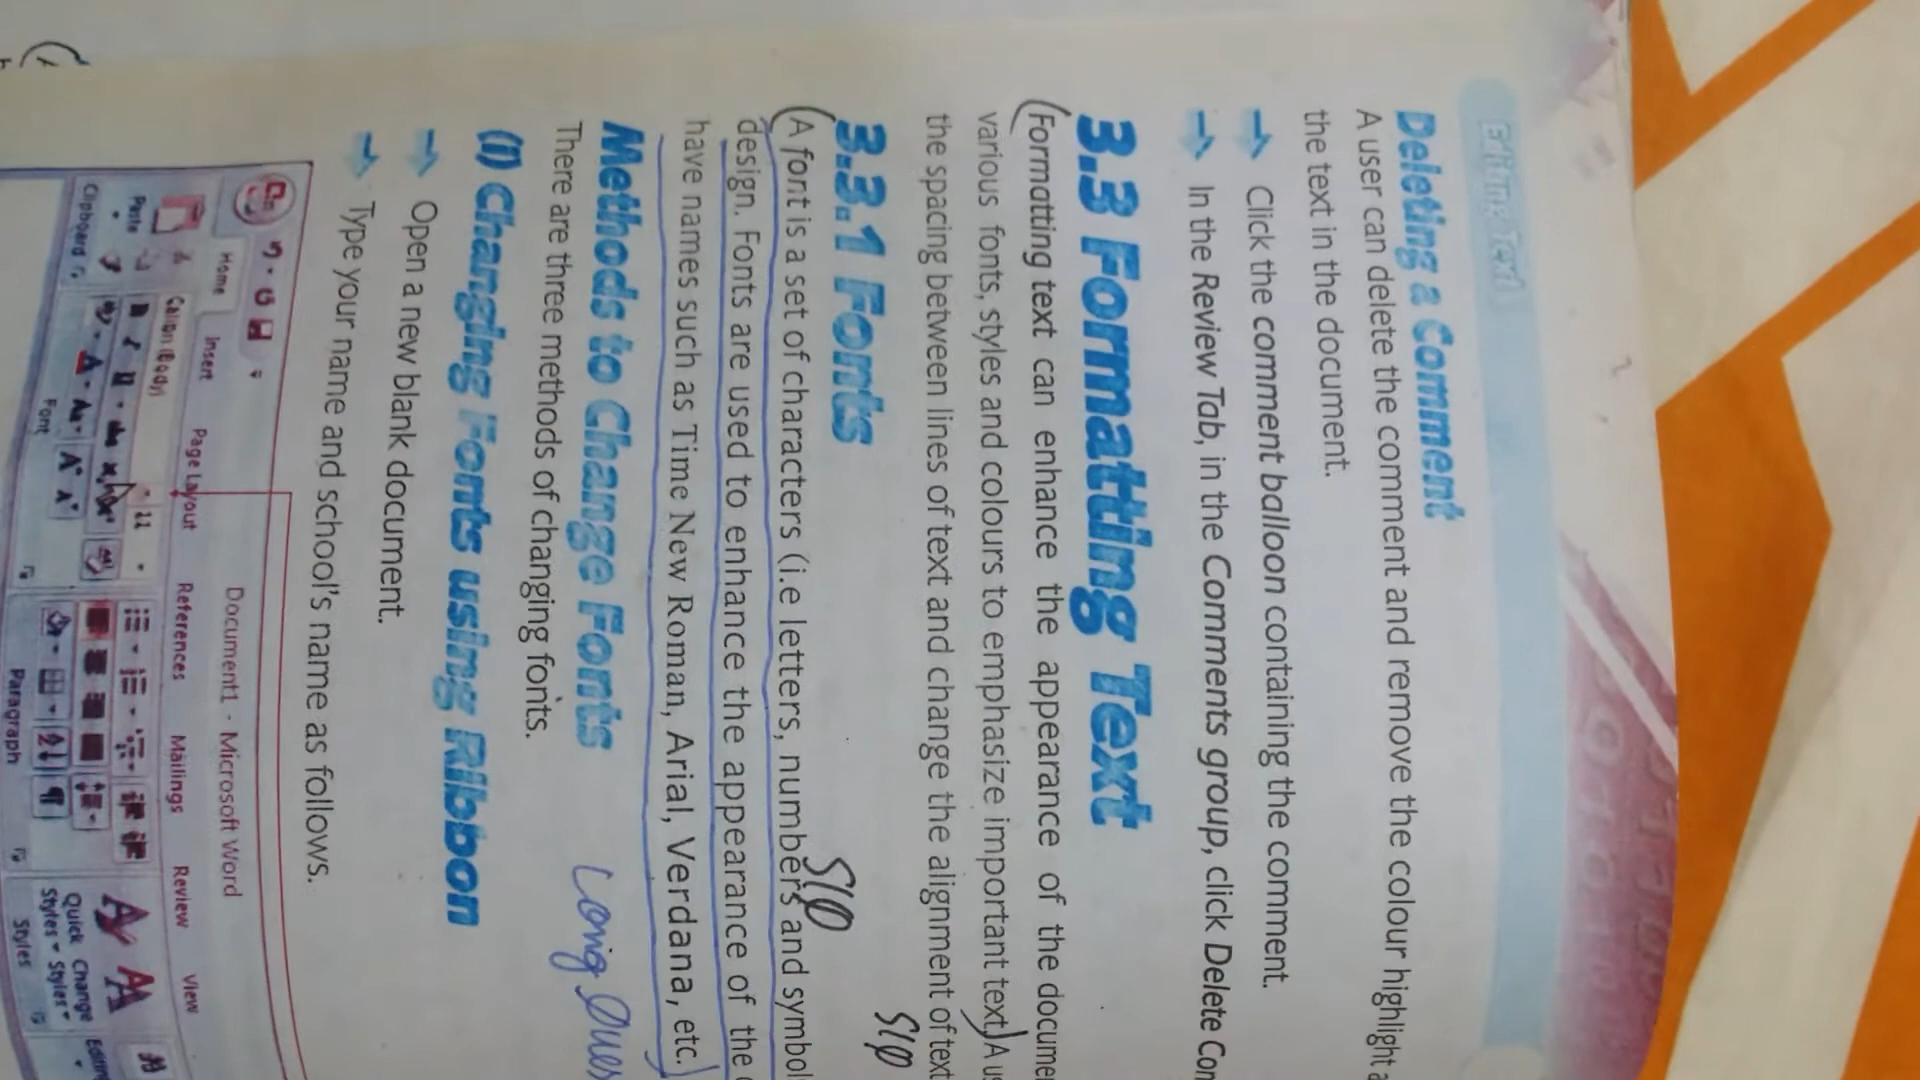 Editing Text
Deleting a Comment
A user can delete the comment and remove the colour highlight
the text in the document.
Click the comment balloon containing the comment.
In the Review Tab, in the Comments group, click Delete
3.3 Formatting Text
(Formatting text can enhance the appearance of the
various fonts, styles and colours to emphasize important text) A
the spacing between lines of text and change the alignment of text
3.3.1 Fonts
(A font is a set of characters (i.e letters, numbers and
design. Fonts are used to enhance the appearance of the
have names such as Time New Roman, Arial, Verdana, etc.)
Methods to Change Fonts Long
There are three methods of changing fonts.
(i) Changing Fonts using Ribbon
Open a new blank document.
Type your name and school's name as follows.
Document1 - Microsoft Word
Home Insert Page Layout References Mailings Review View
Paste Calibri (Body) 11
Quick Styles Change Styles
Clipboard Font Paragraph Styles